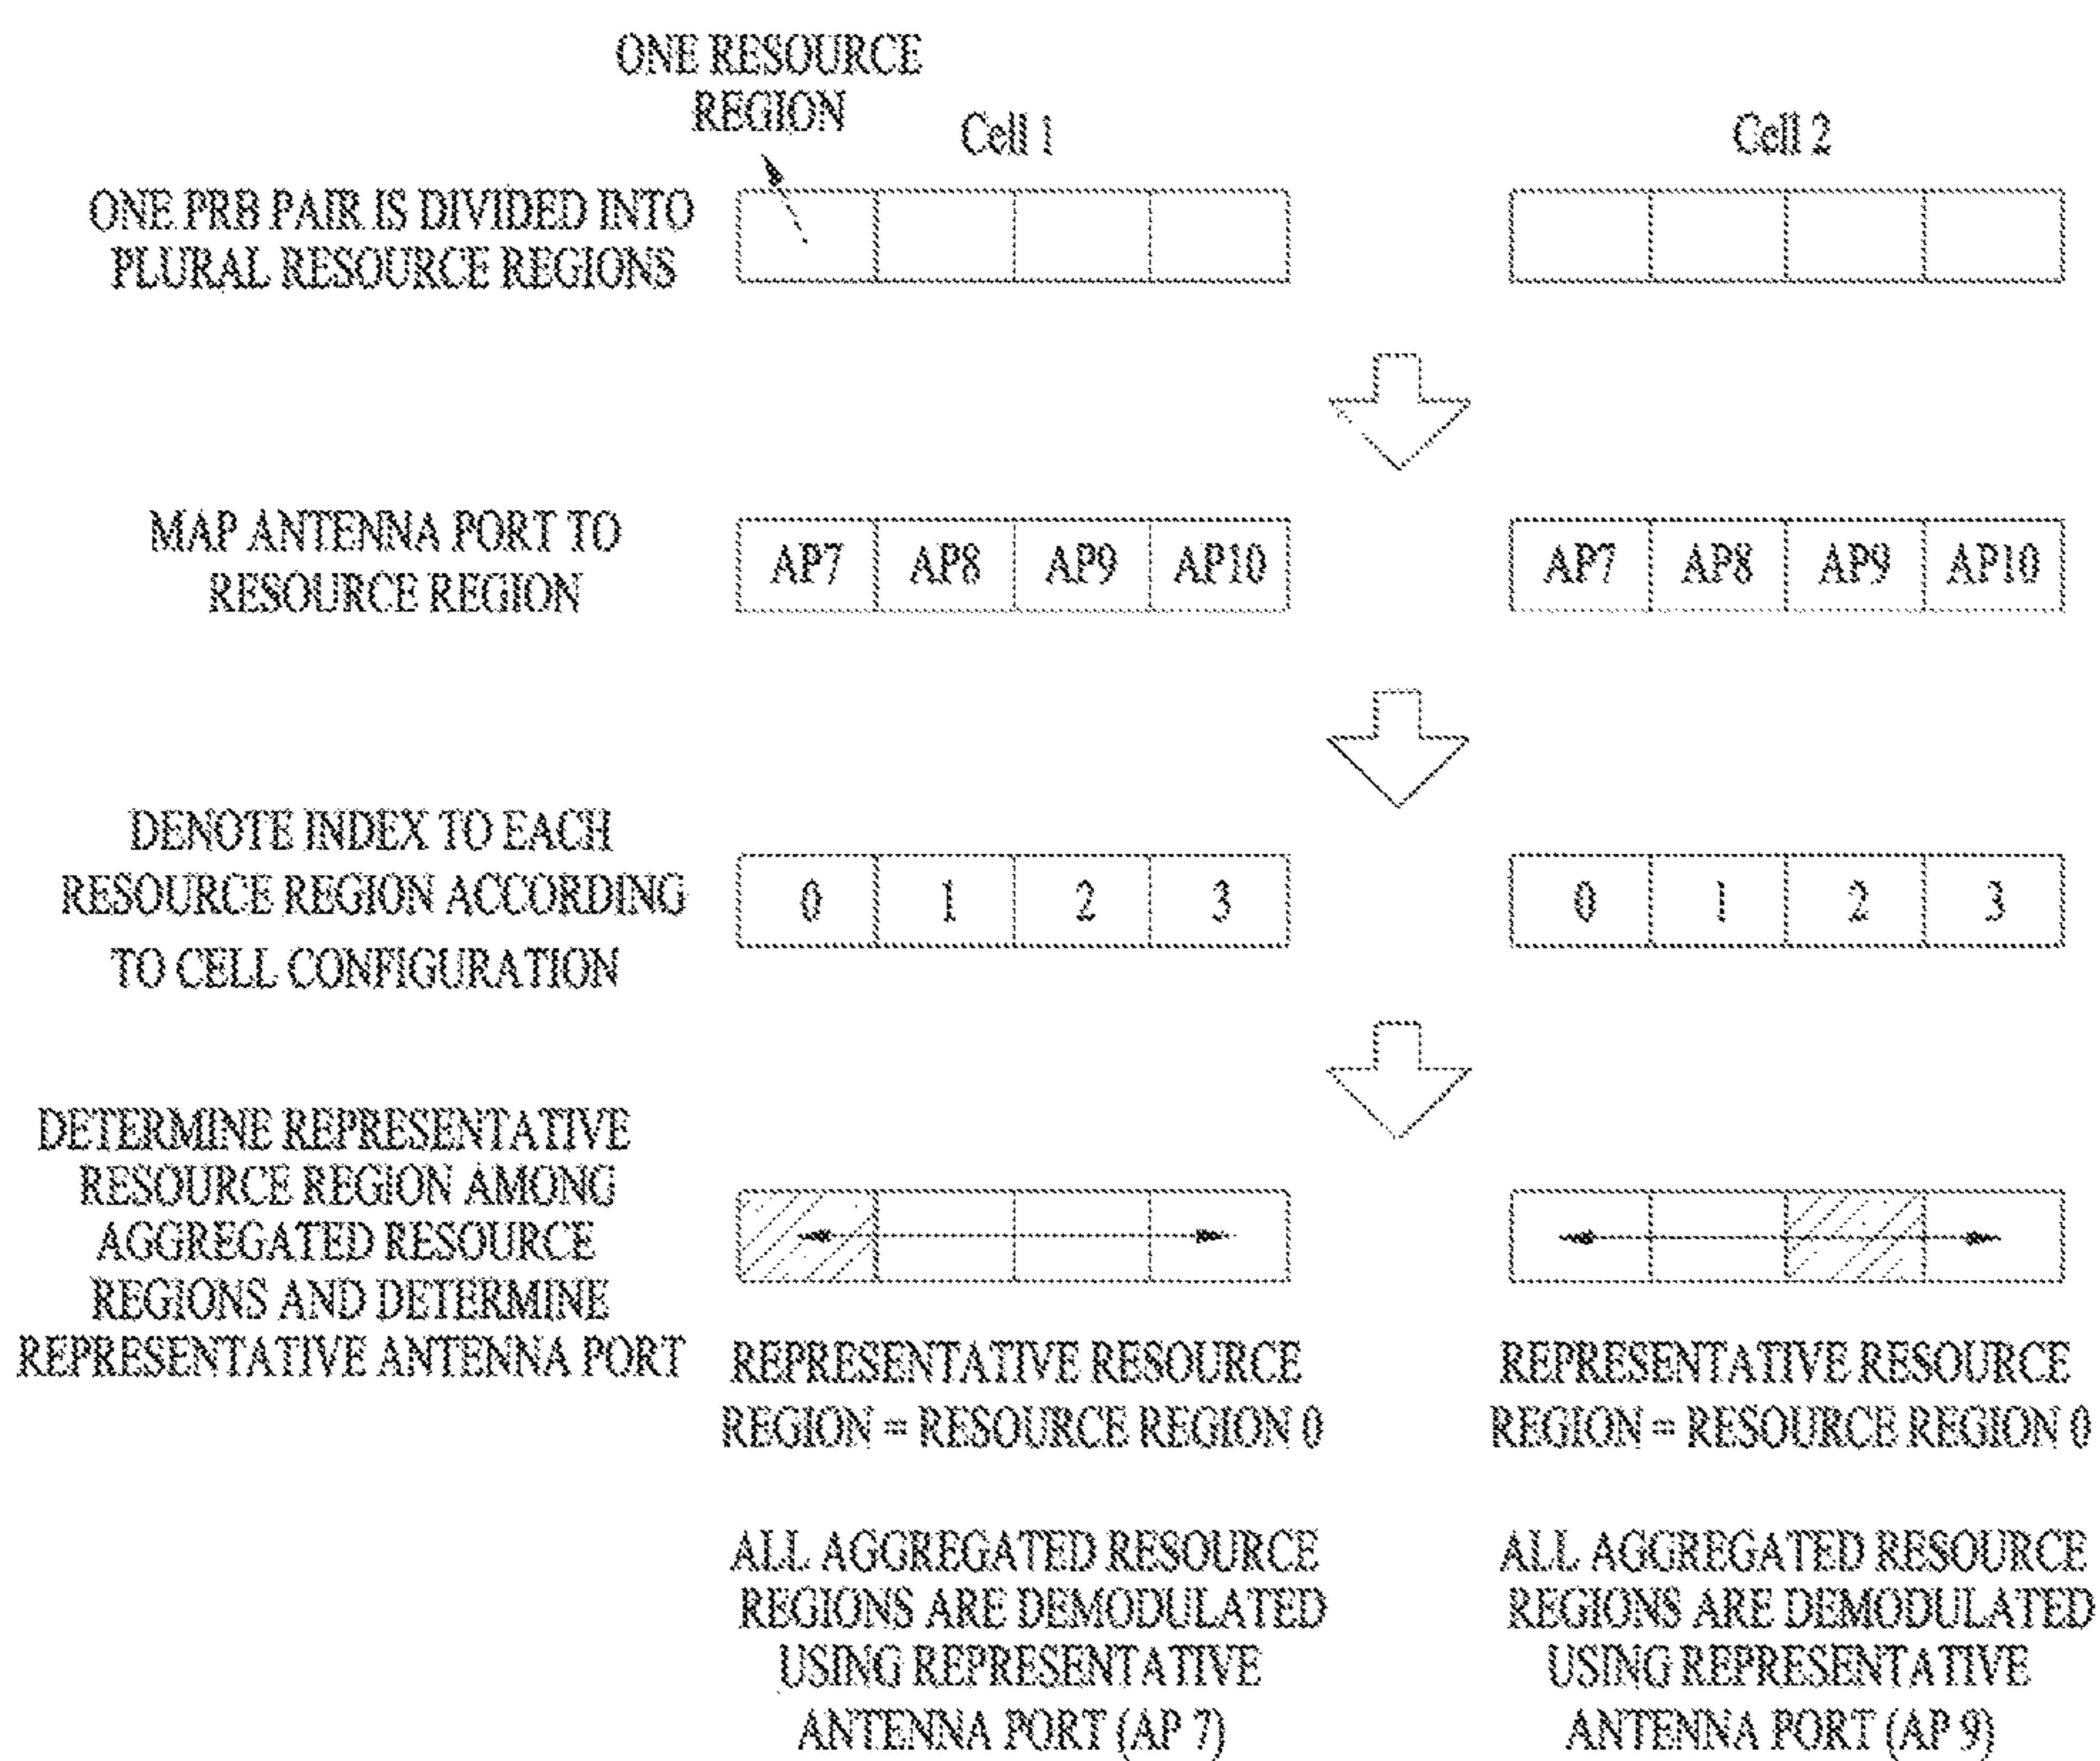 ONE RESOURCE
REGION
Cell 1
Cell 2
ONE PRB PAIR IS DIVIDED INTO
PLURAL RESOURCE REGIONS
MAP ANTENNA PORT TO
RESOURCE REGION
AP7 AP8 AP9 AP10
AP7 AP8 AP9 AP10
DENOTE INDEX TO EACH
RESOURCE REGION ACCORDING
TO CELL CONFIGURATION
0 1 2 3
0 1 2 3
DETERMINE REPRESENTATIVE
RESOURCE REGION AMONG
AGGREGATED RESOURCE
REGIONS AND DETERMINE
REPRESENTATIVE ANTENNA PORT
REPRESENTATIVE RESOURCE
REGION = RESOURCE REGION 0
ALL AGGREGATED RESOURCE
REGIONS ARE DEMODULATED
USING REPRESENTATIVE
ANTENNA PORT (AP 7)
REPRESENTATIVE RESOURCE
REGION = RESOURCE REGION 0
ALL AGGREGATED RESOURCE
REGIONS ARE DEMODULATED
USING REPRESENTATIVE
ANTENNA PORT (AP 9)